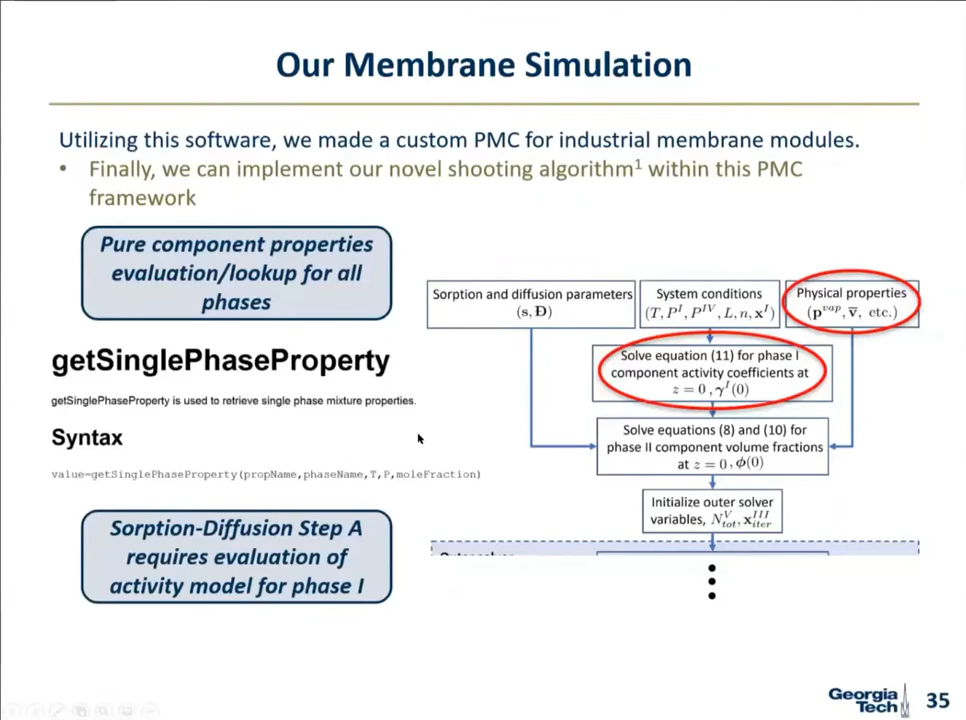 Our Membrane Simulation
Utilizing this software, we made a custom PMC for industrial membrane modules.
• Finally, we can implement our novel shooting algorithm¹ within this PMC
framework
Pure component properties
evaluation/lookup for all
phases
getSinglePhaseProperty
getSinglePhaseProperty is used to retrieve single phase mixture properties.
Syntax
value=getSinglePhaseProperty(propName,phaseName,T,P,moleFraction)
Sorption-Diffusion Step A
requires evaluation of
activity model for phase I
Sorption and diffusion parameters
(s, Đ)
System conditions
(T, P^I, P^{IV}, L, n, x^I)
Physical properties
(p^{vap}, v̅, etc.)
Solve equation (11) for phase I
component activity coefficients at
z = 0 , γ^I(0)
Solve equations (8) and (10) for
phase II component volume fractions
at z = 0, ϕ(0)
Initialize outer solver
variables, N^V_{tot}, x^{III}_{iter}
Georgia
Tech
35